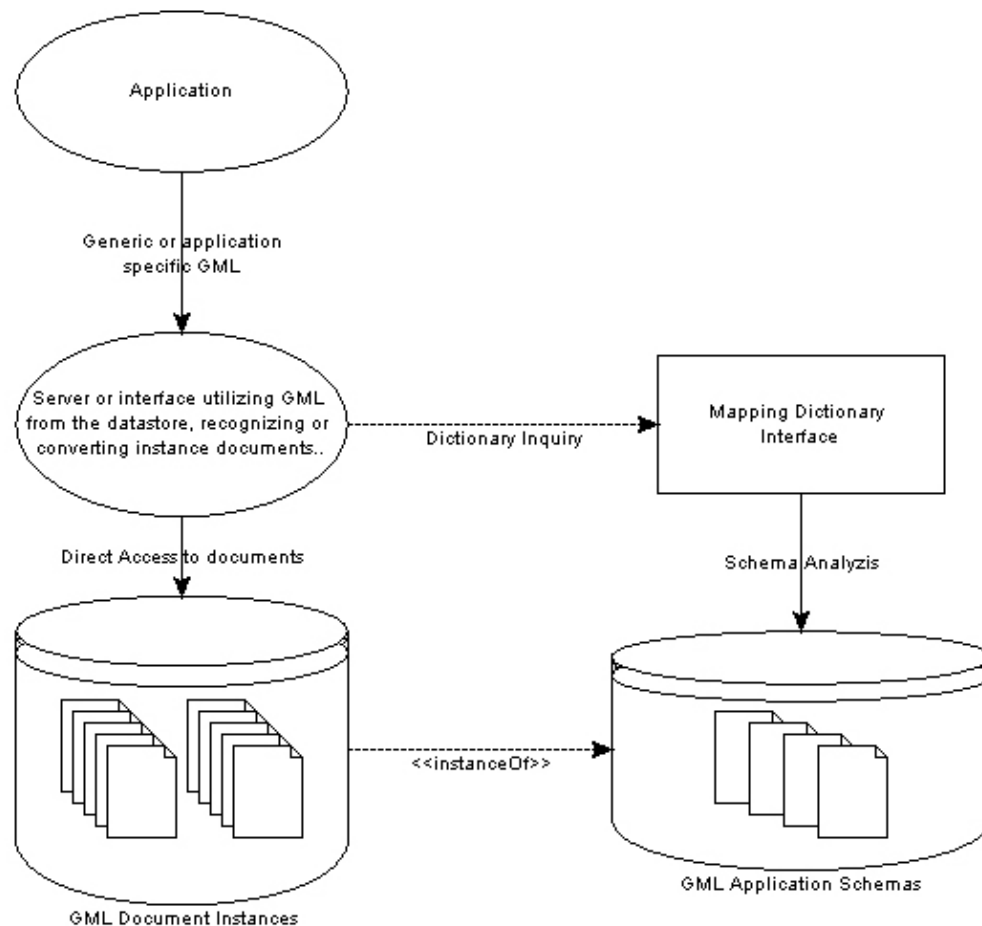 Application
Generic or application
specific GML
Server or interface utilizing GML
from the datastore, recognizing or
converting instance documents..
Dictionary Inquiry
Mapping Dictionary
Interface
Direct Access to documents
Schema Analyzis
<<instanceOf>>
GML Document Instances
GML Application Schemas